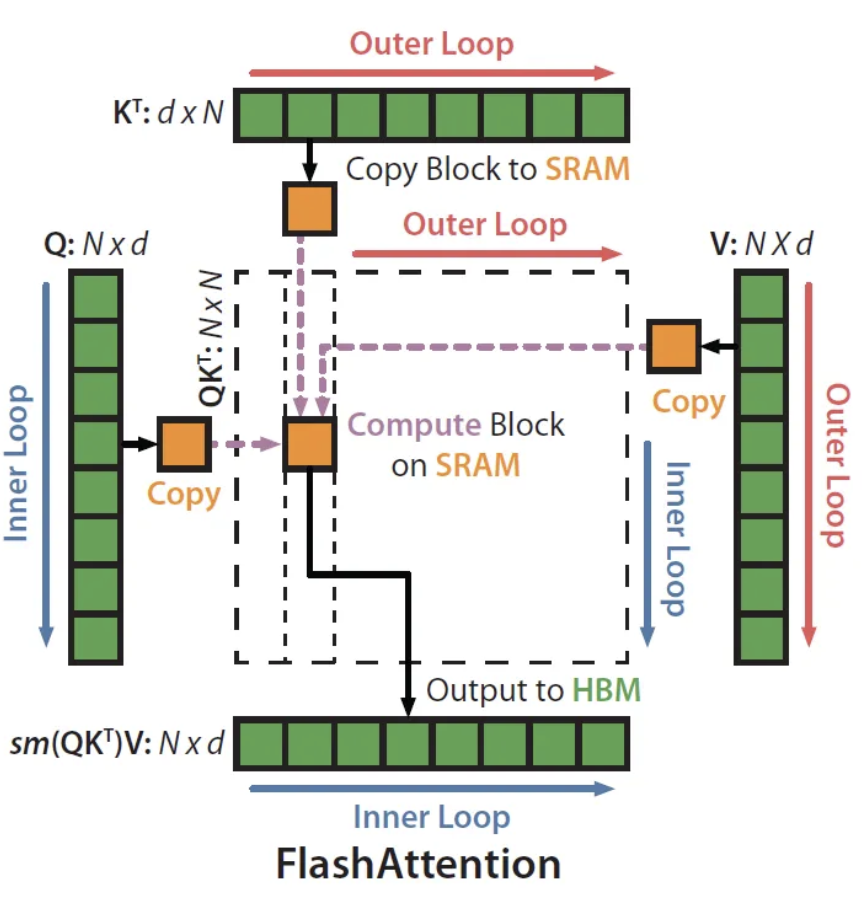 Outer Loop
Kᵀ: d x N
Copy Block to SRAM
Outer Loop
Q: N x d
V: N X d
QKᵀ: N x N
Copy
Inner Loop
Compute Block
on SRAM
Copy
Inner Loop
Outer Loop
Output to HBM
sm(QKᵀ)V: N x d
Inner Loop
FlashAttention